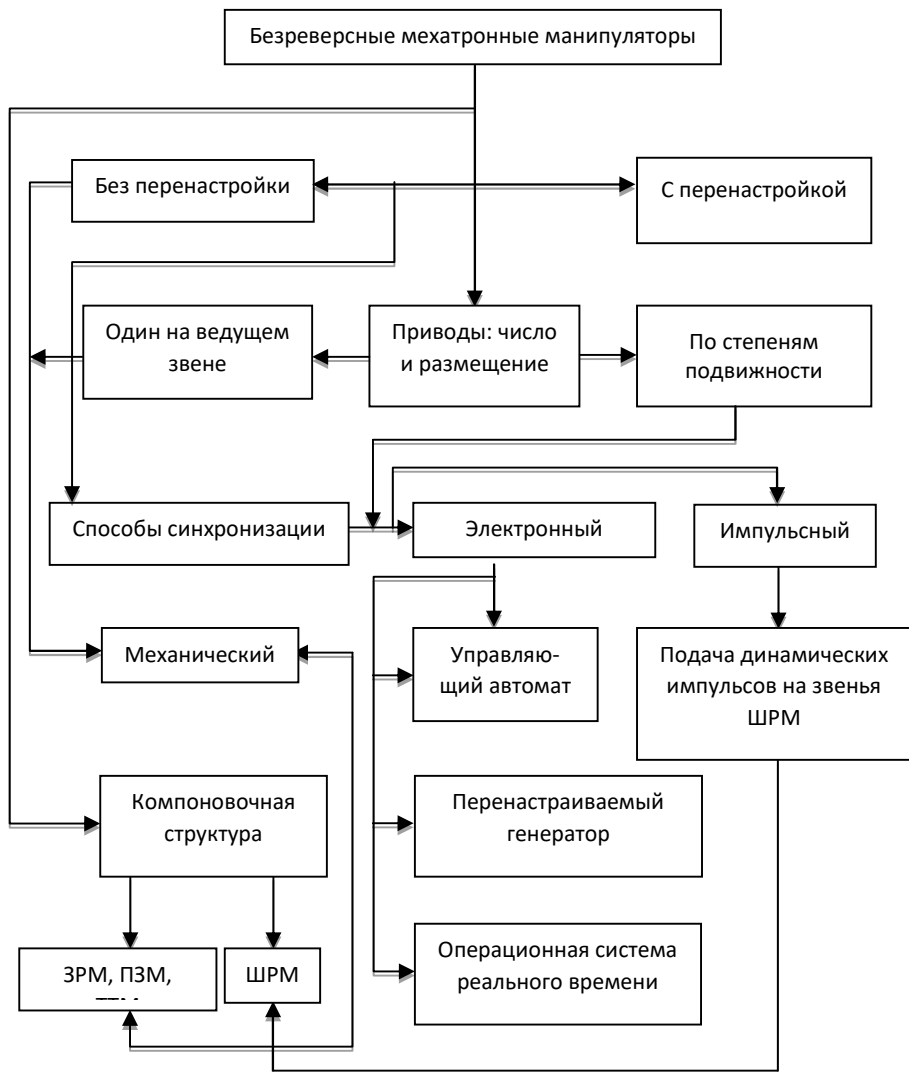 Безреверсные мехатронные манипуляторы
Без перенастройки
С перенастройкой
Один на ведущем
звене
Приводы: число
и размещение
По степеням
подвижности
Способы синхронизации
Электронный
Импульсный
Механический
Управляю-
щий автомат
Подача динамических
импульсов на звенья
ШРМ
Компоновочная
структура
Перенастраиваемый
генератор
ЗРМ, ПЗМ,
ШРМ
Операционная система
реального времени